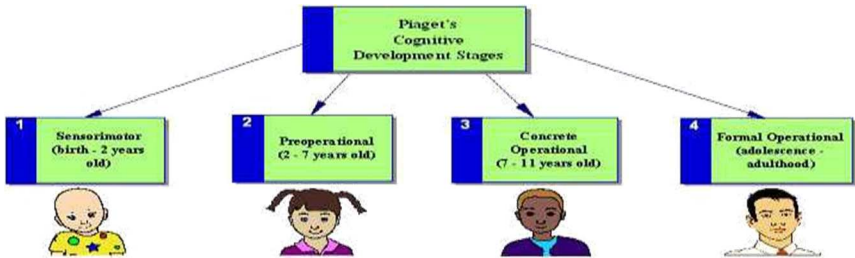 Piaget's
Cognitive
Development Stages
1
Sensorimotor
(birth - 2 years
old)
2
Preoperational
(2 - 7 years old)
3
Concrete
Operational
(7 - 11 years old)
4
Formal Operational
(adolescence -
adulthood)